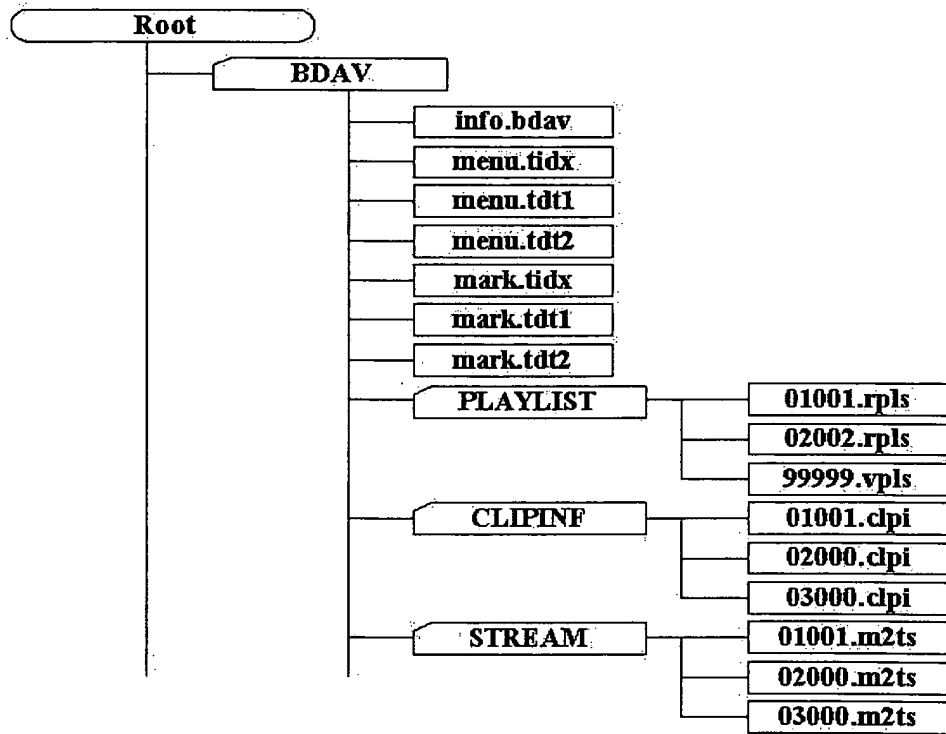 Root
BDAV
info.bdav
menu.tidx
menu.tdt1
menu.tdt2
mark.tidx
mark.tdt1
mark.tdt2
PLAYLIST
01001.rpls
02002.rpls
99999.vpls
CLIPINF
01001.clpi
02000.clpi
03000.clpi
STREAM
01001.m2ts
02000.m2ts
03000.m2ts